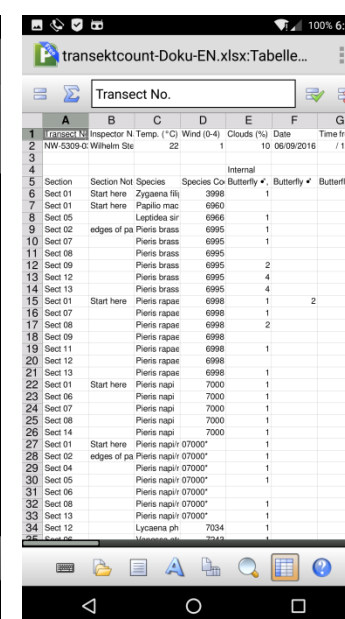 100% 6:
transektcount-Doku-EN.xlsx:Tabelle...
Transect No.
A B C D E F G
1 Transect No Inspector N. Temp. (°C) Wind (0-4) Clouds (%) Date Time fr
2 NW-5309-0: Wilhelm Ste 22 1 10 06/09/2016 / 1
3
4 Internal
5 Section Section Not Species Species Co Butterfly Butterfly Butterfl
6 Sect 01 Start here Zygaena fili 3998 1
7 Sect 01 Start here Papilio mac 6960
8 Sect 05 Leptidea sir 6966 1
9 Sect 02 edges of pa Pieris brass 6995 1
10 Sect 07 Pieris brass 6995 1
11 Sect 08 Pieris brass 6995
12 Sect 09 Pieris brass 6995 2
13 Sect 12 Pieris brass 6995 4
14 Sect 13 Pieris brass 6995 4
15 Sect 01 Start here Pieris rapae 6998 1 2
16 Sect 07 Pieris rapae 6998 1
17 Sect 08 Pieris rapae 6998 2
18 Sect 09 Pieris rapae 6998
19 Sect 11 Pieris rapae 6998 1
20 Sect 12 Pieris rapae 6998
21 Sect 13 Pieris rapae 6998 1
22 Sect 01 Start here Pieris napi 7000 1
23 Sect 06 Pieris napi 7000 1
24 Sect 07 Pieris napi 7000 1
25 Sect 08 Pieris napi 7000 1
26 Sect 14 Pieris napi 7000 1
27 Sect 01 Start here Pieris napi/r 07000* 1
28 Sect 02 edges of pa Pieris napi/r 07000* 1
29 Sect 04 Pieris napi/r 07000* 1
30 Sect 05 Pieris napi/r 07000* 1
31 Sect 06 Pieris napi/r 07000*
32 Sect 08 Pieris napi/r 07000* 1
33 Sect 13 Pieris napi/r 07000* 1
34 Sect 12 Lycaena ph 7034 1